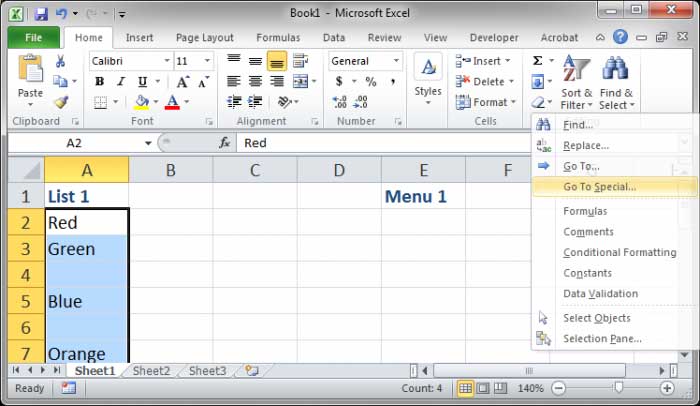 Book1 - Microsoft Excel
File Home Insert Page Layout Formulas Data Review View Developer Acrobat
Paste
Clipboard
Calibri 11
B I U
A A
Font
Alignment
General
$ % ,
.0 .00
.00 .0
Number
Styles
Insert
Delete
Format
Cells
Σ
Sort & Filter
Find & Select
A2 fx Red
A B C D E F
1 List 1 Menu 1
2 Red
3 Green
4
5 Blue
6
7 Orange
Find...
Replace...
Go To...
Go To Special...
Formulas
Comments
Conditional Formatting
Constants
Data Validation
Select Objects
Selection Pane...
Sheet1 Sheet2 Sheet3
Ready Count: 4 140%